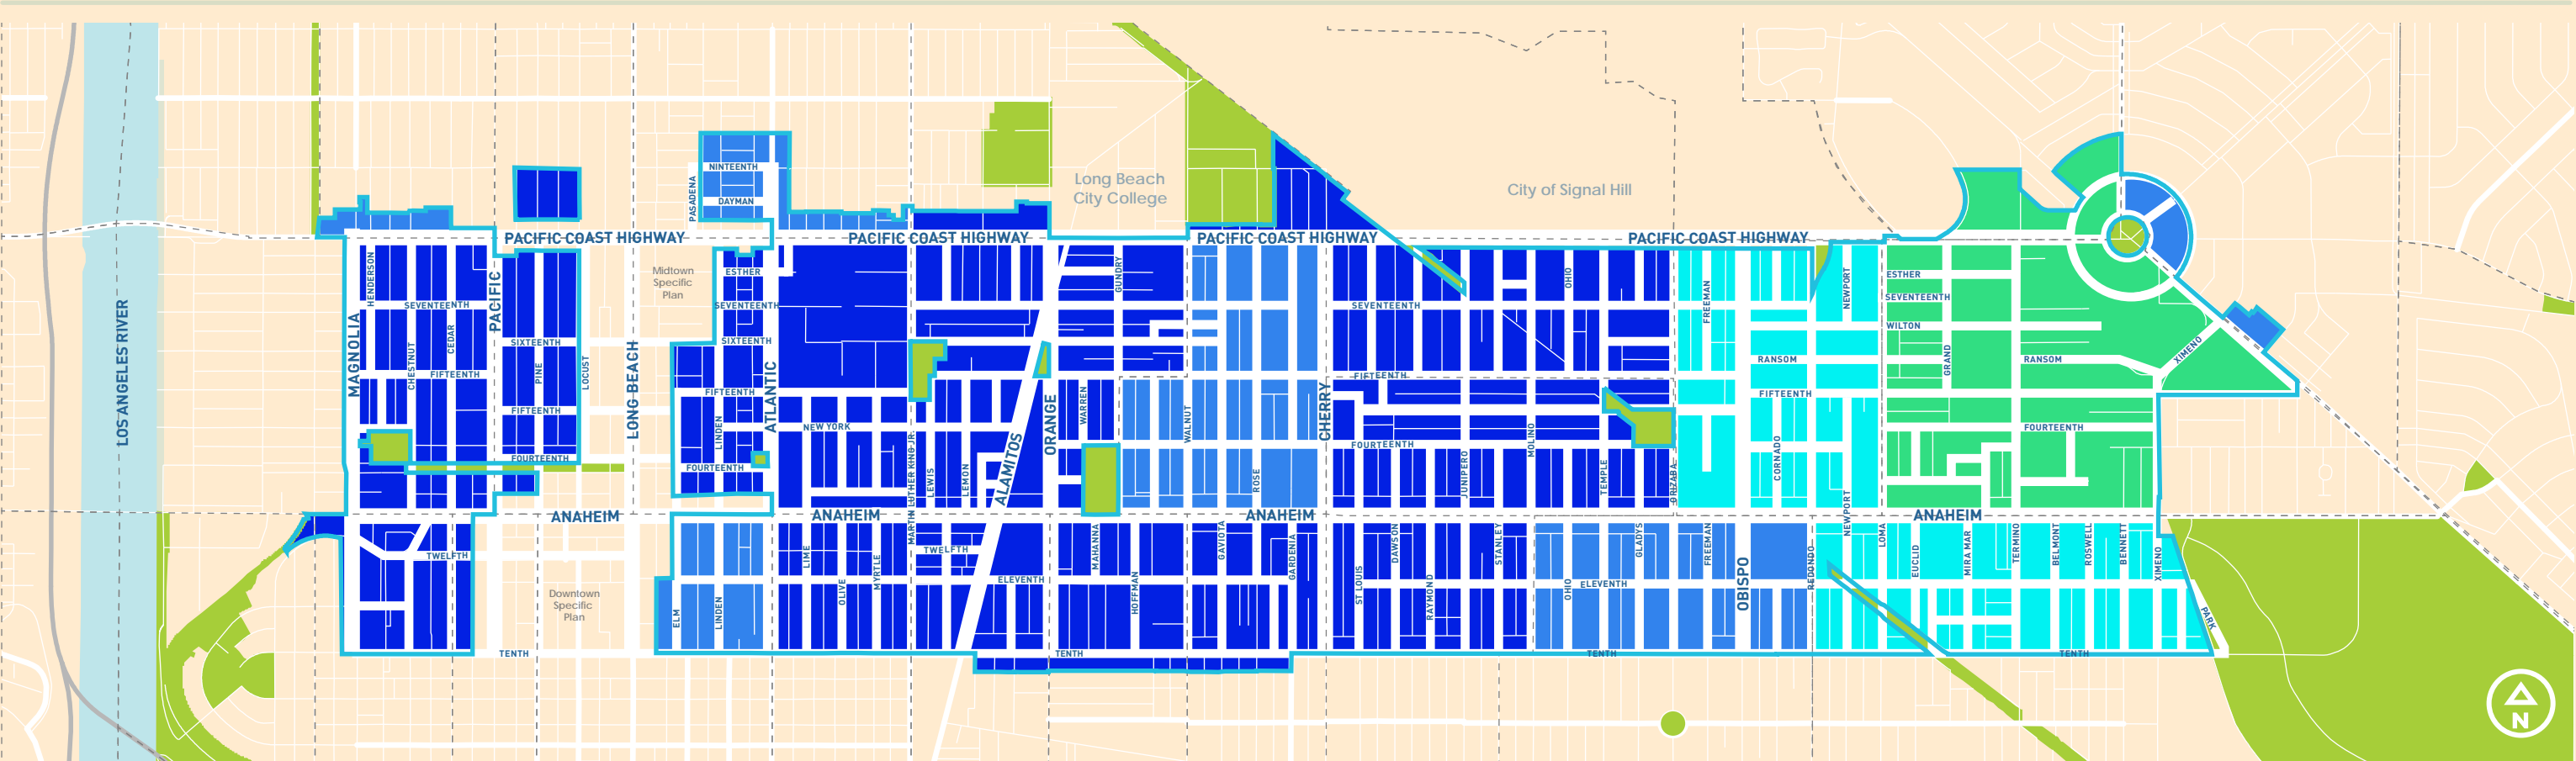 Long Beach
City College
City of Signal Hill
NINTEENTH
PASADENA
DAYMAN
PACIFIC COAST HIGHWAY
PACIFIC COAST HIGHWAY
PACIFIC COAST HIGHWAY
PACIFIC COAST HIGHWAY
LOS ANGELES RIVER
MAGNOLIA
HENDERSON
SEVENTEENTH
CHESTNUT
CEDAR
FIFTEENTH
PACIFIC
SIXTEENTH
PINE
FIFTEENTH
FOURTEENTH
LOCUST
LONG BEACH
Midtown
Specific
Plan
ESTHER
SEVENTEENTH
SIXTEENTH
FIFTEENTH
LINDEN
FOURTEENTH
ATLANTIC
NEW YORK
MARTIN LUTHER KING JR.
LEWIS
LEMON
ALAMITOS
ORANGE
WARREN
GUNDRY
WALNUT
ROSE
CHERRY
SEVENTEENTH
FIFTEENTH
FOURTEENTH
JUNIPERO
MOLINO
OHIO
TEMPLE
ORIZABA
FREEMAN
RANSOM
FIFTEENTH
CORNADO
NEWPORT
NEWPORT
ESTHER
SEVENTEENTH
WILTON
GRAND
RANSOM
XIMENO
FOURTEENTH
ANAHEIM
ANAHEIM
ANAHEIM
ANAHEIM
TWELFTH
Downtown
Specific
Plan
TENTH
ELM
LINDEN
LIME
OLIVE
MYRTLE
TWELFTH
ELEVENTH
MAHANNA
HOFFMAN
TENTH
GAVIOTA
GARDENIA
ST LOUIS
DAWSON
RAYMOND
STANLEY
OHIO
ELEVENTH
GLADYS
TENTH
FREEMAN
OBISPO
REDONDO
LOMA
EUCLID
MIRA MAR
TERMINO
BELMONT
ROSWELL
BENNETT
XIMENO
PARK
TENTH
N